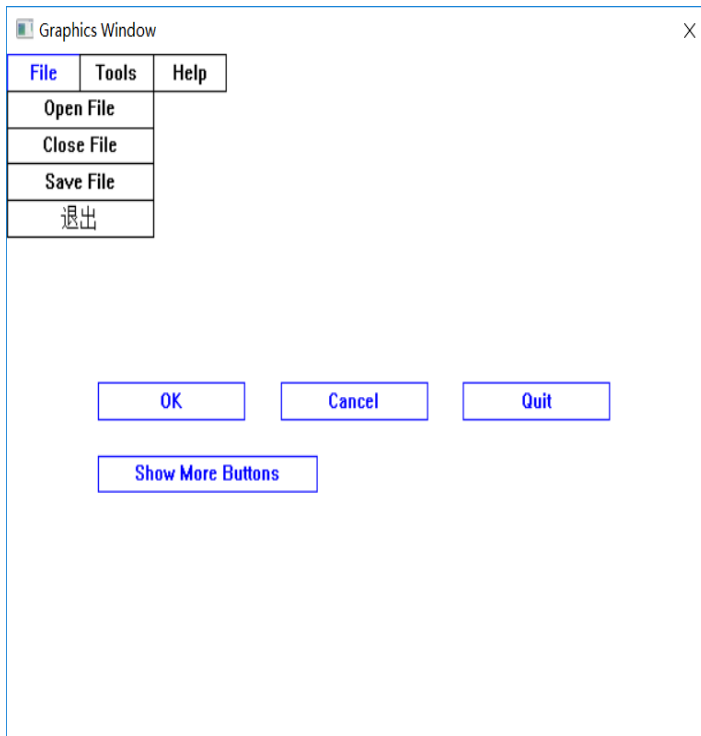 Graphics Window X
File Tools Help
Open File
Close File
Save File
退出
OK Cancel Quit
Show More Buttons